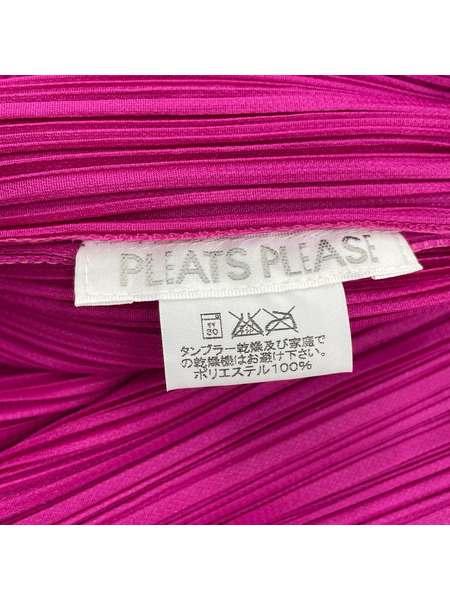 PLEATS PLEASE
30
タンブラー乾燥及び家庭で
の乾燥機はお避け下さい。
ポリエステル100%